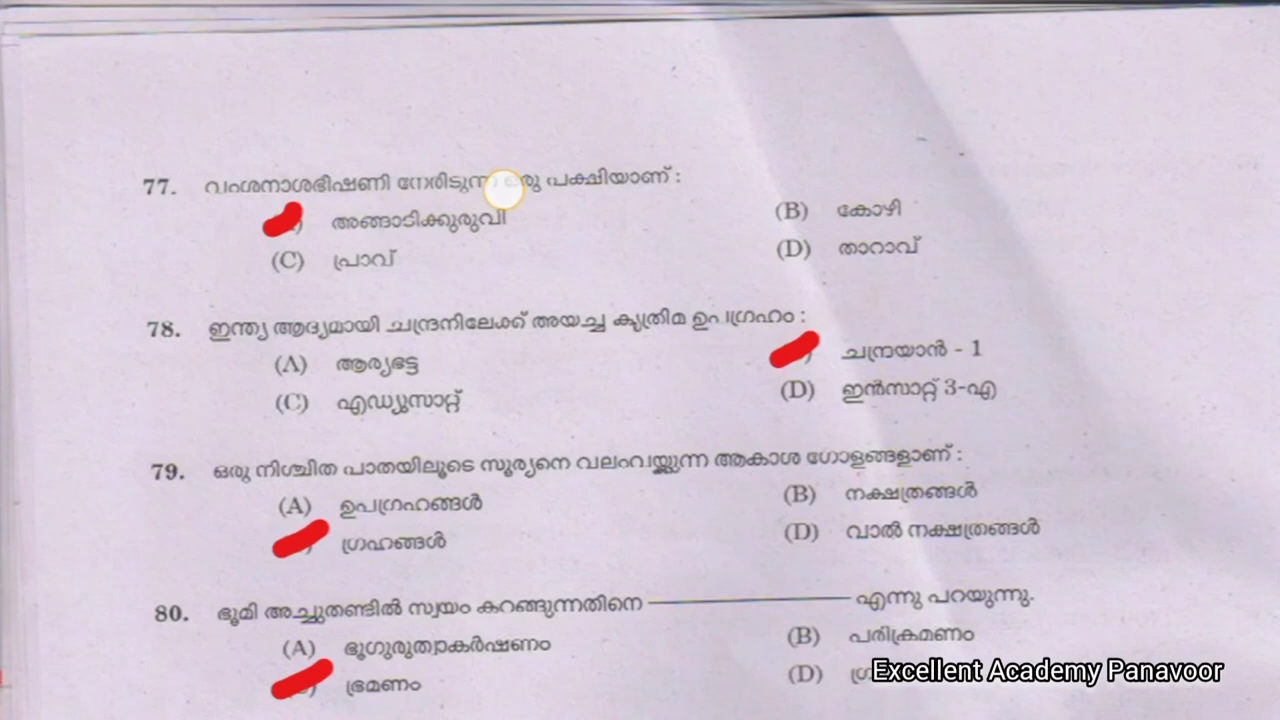 77. വംശനാശഭീഷണി നേരിടുന്ന ഒരു പക്ഷിയാണ് :
അങ്ങാടിക്കുരുവി (B) കോഴി
(C) പ്രാവ് (D) താറാവ്
78. ഇന്ത്യ ആദ്യമായി ചന്ദ്രനിലേക്ക് അയച്ച കൃത്രിമ ഉപഗ്രഹം :
(A) ആര്യഭട്ട ) ചന്ദ്രയാൻ - 1
(C) എഡ്യുസാറ്റ് (D) ഇൻസാറ്റ് 3-എ
79. ഒരു നിശ്ചിത പാതയിലൂടെ സൂര്യനെ വലംവയ്ക്കുന്ന ആകാശ ഗോളങ്ങളാണ് :
(A) ഉപഗ്രഹങ്ങൾ (B) നക്ഷത്രങ്ങൾ
ഗ്രഹങ്ങൾ (D) വാൽ നക്ഷത്രങ്ങൾ
80. ഭൂമി അച്ചുതണ്ടിൽ സ്വയം കറങ്ങുന്നതിനെ ———— എന്നു പറയുന്നു.
(A) ഭൂഗുരുത്വാകർഷണം (B) പരിക്രമണം
) ഭ്രമണം (D)
Excellent Academy Panavoor